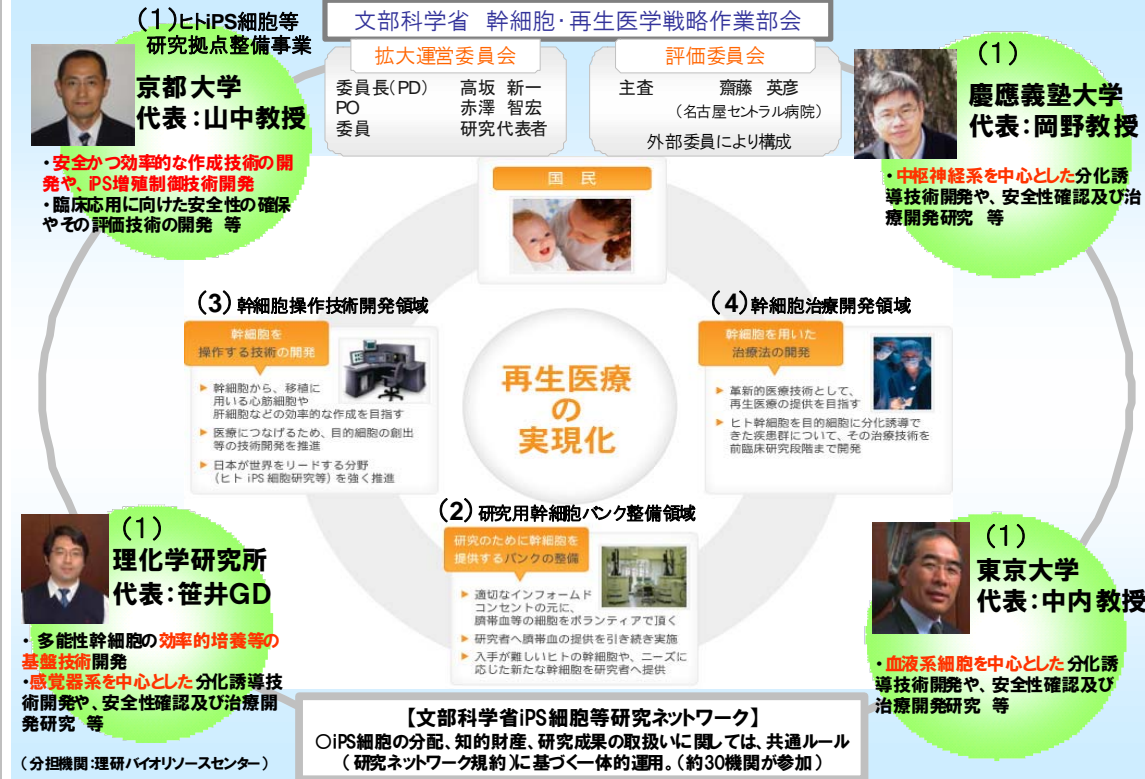 文部科学省 幹細胞・再生医学戦略作業部会
拡大運営委員会
委員長(PD) 高坂 新一
PO 赤澤 智宏
委員 研究代表者
評価委員会
主査 齋藤 英彦
(名古屋セントラル病院)
外部委員により構成
(1)ヒトiPS細胞等
研究拠点整備事業
京都大学
代表:山中教授
・安全かつ効率的な作成技術の開
発や、iPS増殖制御技術開発
・臨床応用に向けた安全性の確保
やその評価技術の開発 等
(1)
慶應義塾大学
代表:岡野教授
・中枢神経系を中心とした分化誘
導技術開発や、安全性確認及び治
療開発研究 等
国 民
(3)幹細胞操作技術開発領域
幹細胞を
操作する技術の開発
▶ 幹細胞から、移植に
用いる心筋細胞や
肝細胞などの効率的な作成を目指す
▶ 医療につなげるため、目的細胞の創出
等の技術開発を推進
▶ 日本が世界をリードする分野
(ヒト iPS 細胞研究等) を強く推進
再生医療
の
実現化
(4)幹細胞治療開発領域
幹細胞を用いた
治療法の開発
▶ 革新的医療技術として、
再生医療の提供を目指す
▶ ヒト幹細胞を目的細胞に分化誘導で
きた疾患群について、その治療技術を
前臨床研究段階まで開発
(2)研究用幹細胞バンク整備領域
研究のために幹細胞を
提供するバンクの整備
▶ 適切なインフォームド
コンセントの元に、
臍帯血等の細胞をボランティアで頂く
▶ 研究者へ臍帯血の提供を引き続き実施
▶ 入手が難しいヒトの幹細胞や、ニーズに
応じた新たな幹細胞を研究者へ提供
(1)
理化学研究所
代表:笹井GD
・多能性幹細胞の効率的培養等の
基盤技術開発
・感覚器系を中心とした分化誘導技
術開発や、安全性確認及び治療開
発研究 等
(分担機関:理研バイオリソースセンター)
(1)
東京大学
代表:中内教授
・血液系細胞を中心とした分化誘
導技術開発や、安全性確認及び
治療開発研究 等
【文部科学省iPS細胞等研究ネットワーク】
○iPS細胞の分配、知的財産、研究成果の取扱いに関しては、共通ルール
(研究ネットワーク規約)に基づく一体的運用。(約30機関が参加)